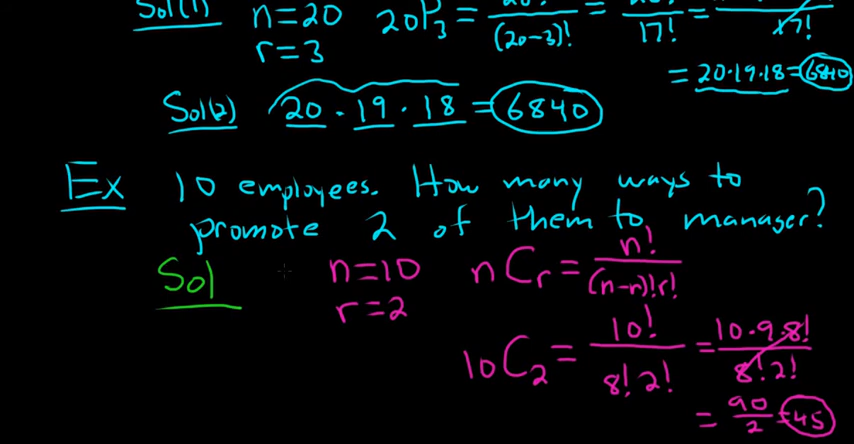 Sol(1) n=20 20P₃ = 20!/(20-3)! = /17! = /17!
r=3
= 20·19·18=6840
Sol(2) 20·19·18=6840
Ex 10 employees. How many ways to
promote 2 of them to manager?
Sol n=10 nCr = n!/(n-r)!r!
r=2
10C₂ = 10!/8!2! = 10·9·8!/8!2!
= 90/2 = 45